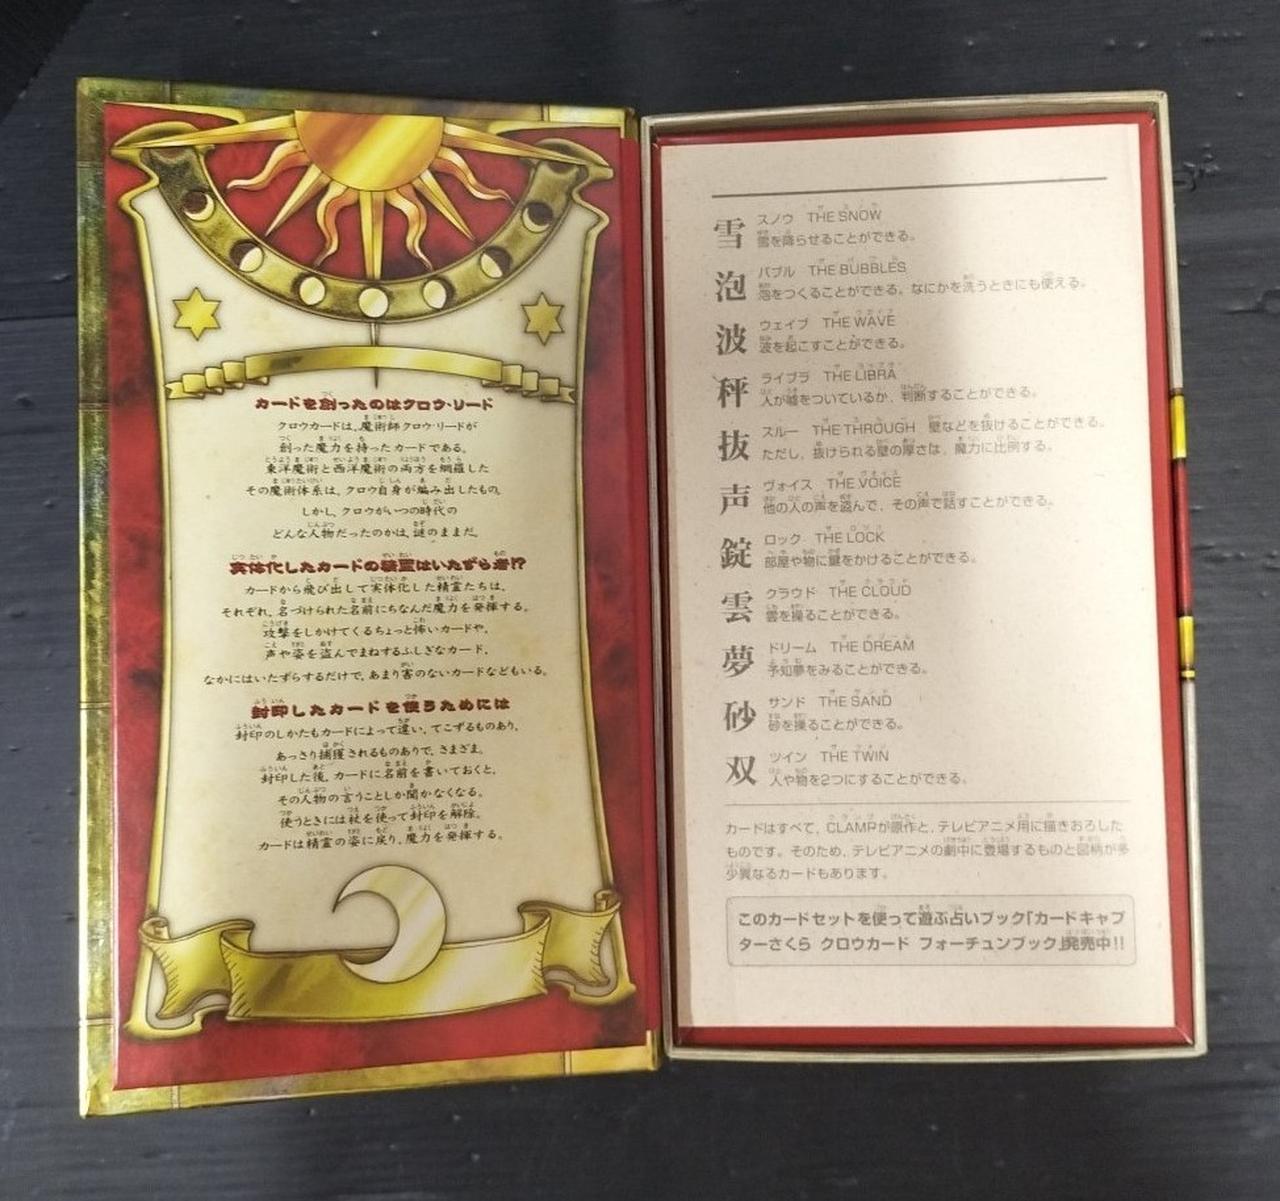 カードを創ったのはクロウ・リード
クロウカードは、魔術師クロウ・リードが
創った魔力を持ったカードである。
東洋魔術と西洋魔術の両方を網羅した
その魔術体系は、クロウ自身が編み出したもの。
しかし、クロウがいつの時代の
どんな人物だったのかは、謎のままだ。
実体化したカードの精霊はいたずら者!?
カードから飛び出して実体化した精霊たちは、
それぞれ、名づけられた名前にちなんだ魔力を発揮する。
攻撃をしかけてくるちょっと怖いカードや、
声や姿を盗んでまねするふしぎなカード、
なかにはいたずらするだけで、あまり害のないカードなどもいる。
封印したカードを使うためには
封印のしかたもカードによって違い、てこずるものあり、
あっさり捕獲されるものありで、さまざま。
封印した後、カードに名前を書いておくと、
その人物の言うことしか聞かなくなる。
使うときには杖を使って封印を解除。
カードは精霊の姿に戻り、魔力を発揮する。
雪 スノウ THE SNOW
雪を降らせることができる。
泡 バブル THE BUBBLES
泡をつくることができる。なにかを洗うときにも使える。
波 ウェイブ THE WAVE
波を起こすことができる。
秤 ライブラ THE LIBRA
人が嘘をついているか、判断することができる。
抜 スルー THE THROUGH 壁などを抜けることができる。
ただし、抜けられる壁の厚さは、魔力に比例する。
声 ヴォイス THE VOICE
他の人の声を盗んで、その声で話すことができる。
錠 ロック THE LOCK
部屋や物に鍵をかけることができる。
雲 クラウド THE CLOUD
雲を操ることができる。
夢 ドリーム THE DREAM
予知夢をみることができる。
砂 サンド THE SAND
砂を操ることができる。
双 ツイン THE TWIN
人や物を2つにすることができる。
カードはすべて、CLAMPが原作と、テレビアニメ用に描きおろした
ものです。そのため、テレビアニメの劇中に登場するものと図柄が多
少異なるカードもあります。
このカードセットを使って遊ぶ占いブック「カードキャプ
ターさくら クロウカード フォーチュンブック」発売中!!